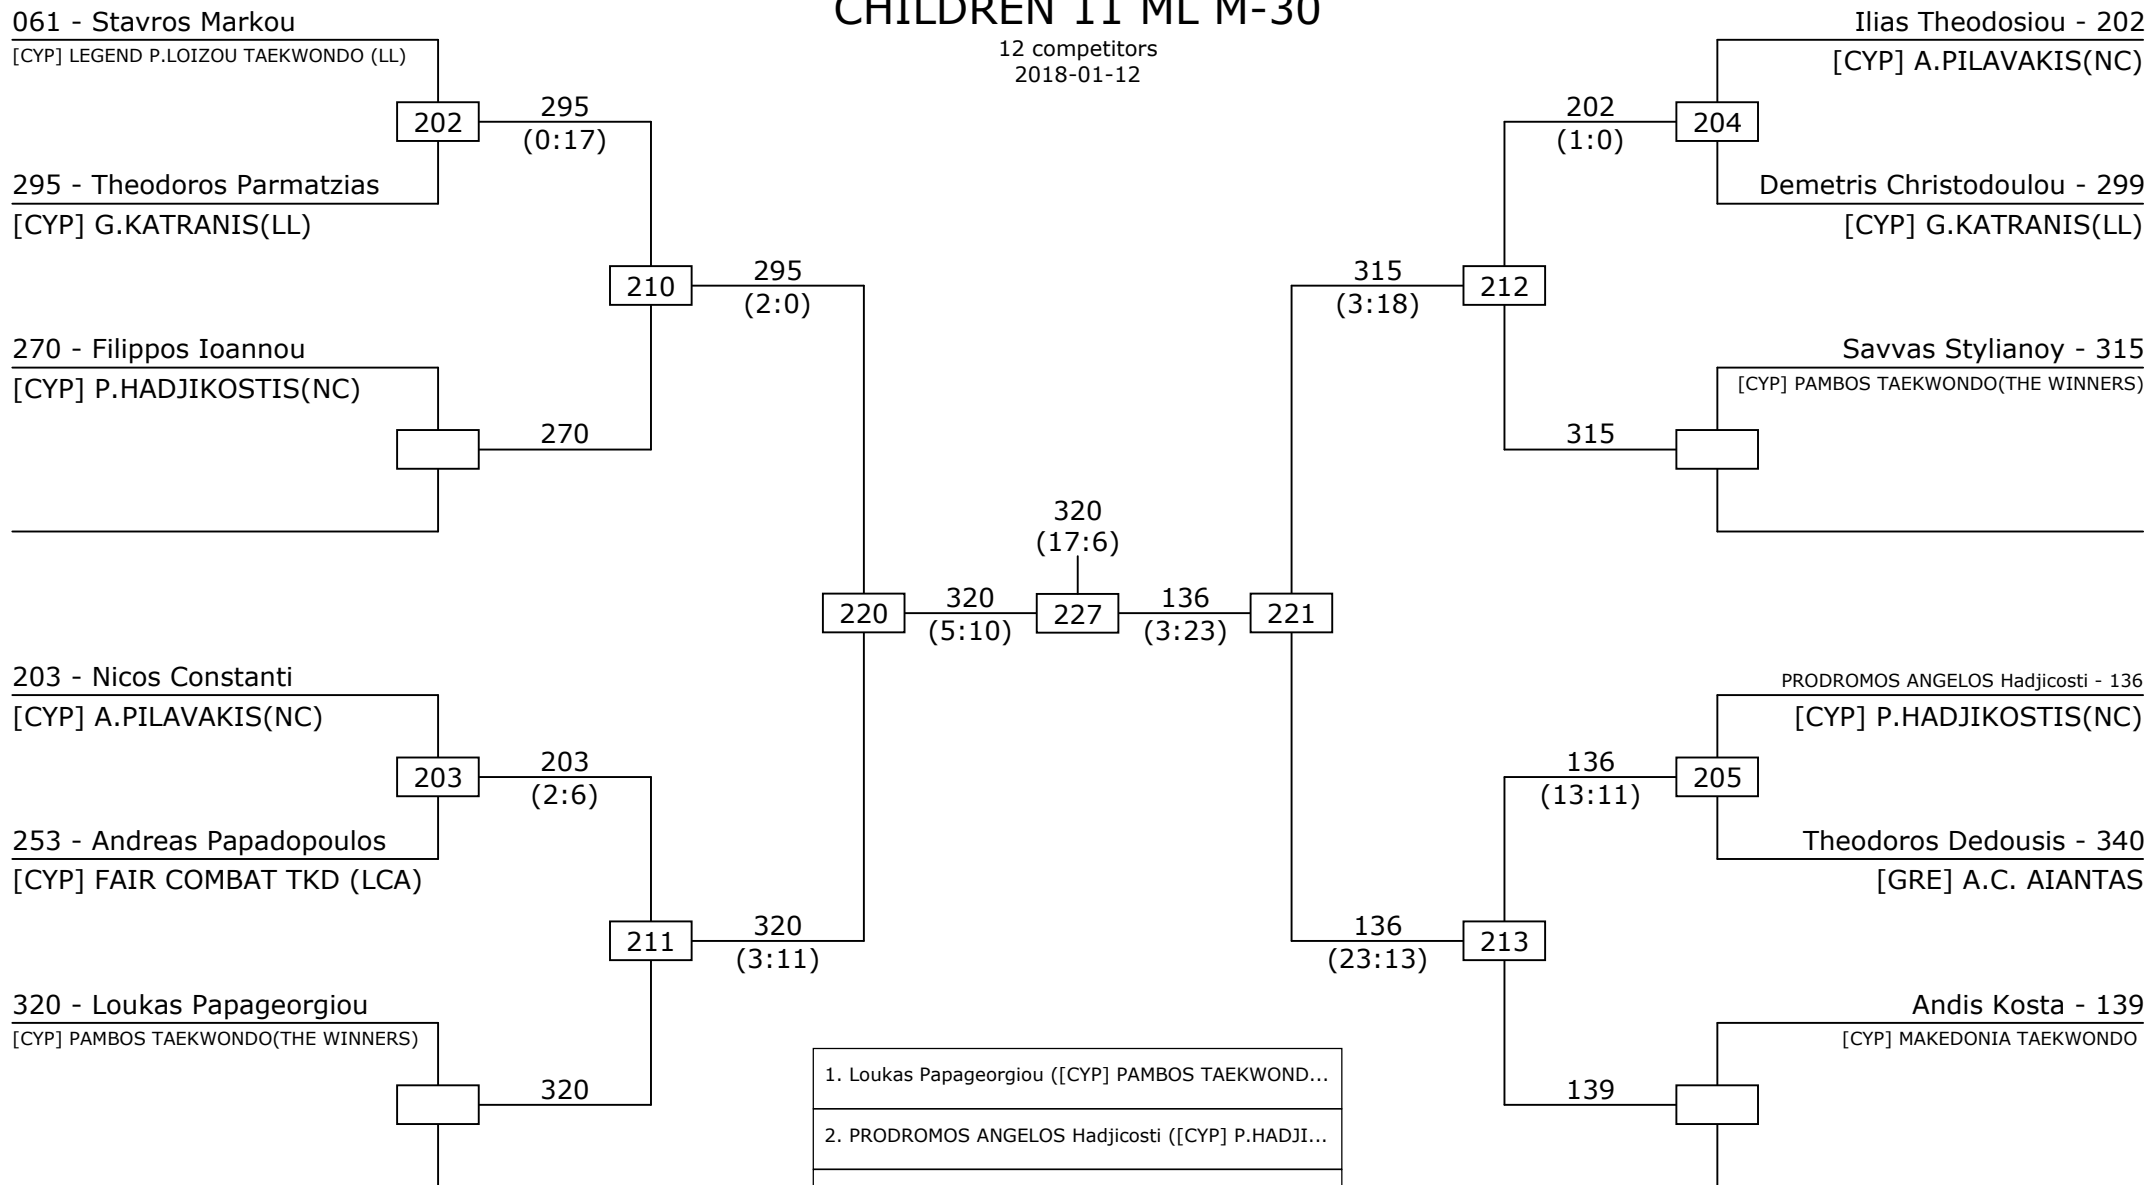 CHILDREN 11 ML M-30
12 competitors
2018-01-12
061 - Stavros Markou
[CYP] LEGEND P.LOIZOU TAEKWONDO (LL)
202
295
(0:17)
295 - Theodoros Parmatzias
[CYP] G.KATRANIS(LL)
210
295
(2:0)
270 - Filippos Ioannou
[CYP] P.HADJIKOSTIS(NC)
270
220
320
(5:10)
203 - Nicos Constanti
[CYP] A.PILAVAKIS(NC)
203
203
(2:6)
253 - Andreas Papadopoulos
[CYP] FAIR COMBAT TKD (LCA)
211
320
(3:11)
320 - Loukas Papageorgiou
[CYP] PAMBOS TAEKWONDO(THE WINNERS)
320
320
(17:6)
227
Ilias Theodosiou - 202
[CYP] A.PILAVAKIS(NC)
202
(1:0)
204
Demetris Christodoulou - 299
[CYP] G.KATRANIS(LL)
315
(3:18)
212
Savvas Stylianoy - 315
[CYP] PAMBOS TAEKWONDO(THE WINNERS)
315
136
(3:23)
221
PRODROMOS ANGELOS Hadjicosti - 136
[CYP] P.HADJIKOSTIS(NC)
136
(13:11)
205
Theodoros Dedousis - 340
[GRE] A.C. AIANTAS
136
(23:13)
213
Andis Kosta - 139
[CYP] MAKEDONIA TAEKWONDO
139
1. Loukas Papageorgiou ([CYP] PAMBOS TAEKWOND...
2. PRODROMOS ANGELOS Hadjicosti ([CYP] P.HADJI...